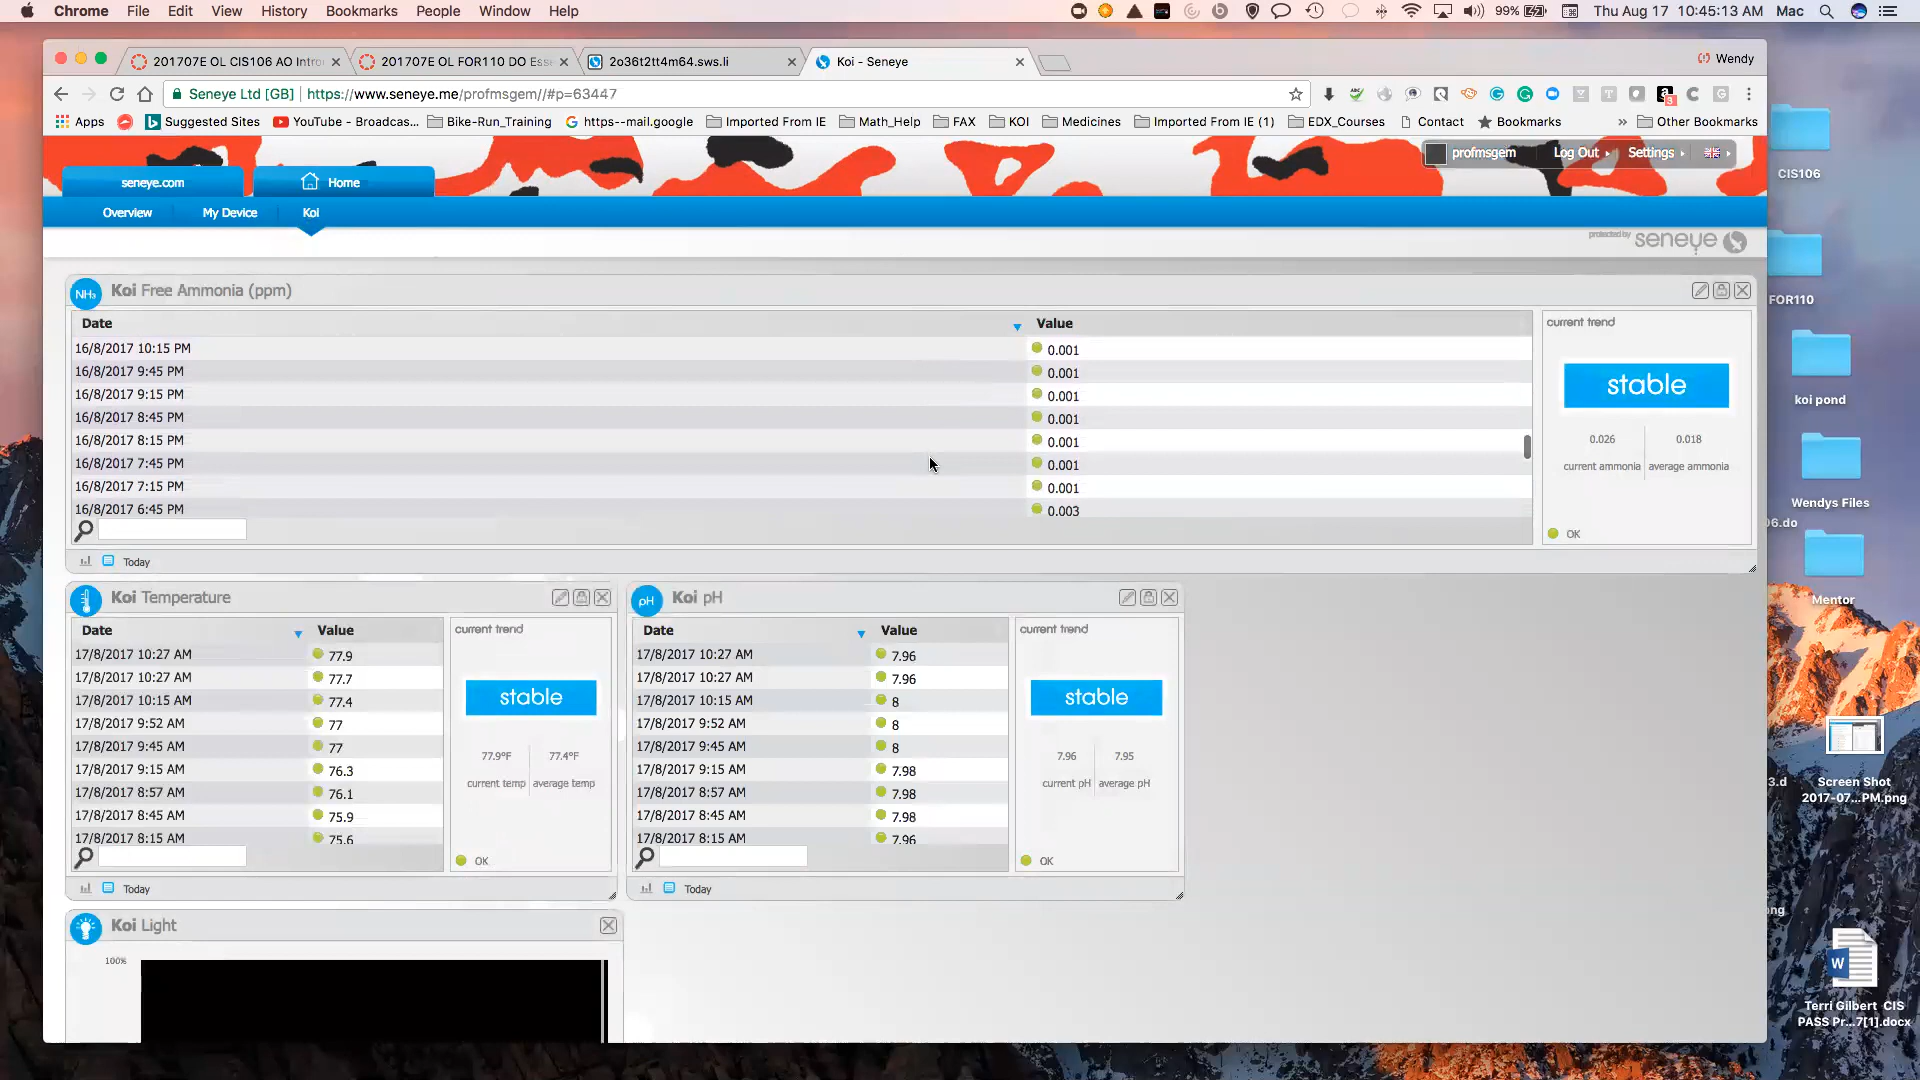 Chrome File Edit View History Bookmarks People Window Help 99% Thu Aug 17 10:45:13 AM Mac
201707E OL CIS106 AO Intro 201707E OL FOR110 DO Ess 2o36t2tt4m64.sws.li Koi - Seneye Wendy
Seneye Ltd [GB] https://www.seneye.me/profmsgem//#p=63447
Apps Suggested Sites YouTube - Broadcas... Bike-Run_Training https--mail.google Imported From IE Math_Help FAX KOI Medicines Imported From IE (1) EDX_Courses Contact Bookmarks » Other Bookmarks
profmsgem Log Out Settings
seneye.com Home
Overview My Device Koi
protected by seneye
NH₃ Koi Free Ammonia (ppm)
Date Value
16/8/2017 10:15 PM 0.001
16/8/2017 9:45 PM 0.001
16/8/2017 9:15 PM 0.001
16/8/2017 8:45 PM 0.001
16/8/2017 8:15 PM 0.001
16/8/2017 7:45 PM 0.001
16/8/2017 7:15 PM 0.001
16/8/2017 6:45 PM 0.003
Today
current trend
stable
0.026 0.018
current ammonia average ammonia
OK
Koi Temperature
Date Value
17/8/2017 10:27 AM 77.9
17/8/2017 10:27 AM 77.7
17/8/2017 10:15 AM 77.4
17/8/2017 9:52 AM 77
17/8/2017 9:45 AM 77
17/8/2017 9:15 AM 76.3
17/8/2017 8:57 AM 76.1
17/8/2017 8:45 AM 75.9
17/8/2017 8:15 AM 75.6
Today
current trend
stable
77.9°F 77.4°F
current temp average temp
OK
pH Koi pH
Date Value
17/8/2017 10:27 AM 7.96
17/8/2017 10:27 AM 7.96
17/8/2017 10:15 AM 8
17/8/2017 9:52 AM 8
17/8/2017 9:45 AM 8
17/8/2017 9:15 AM 7.98
17/8/2017 8:57 AM 7.98
17/8/2017 8:45 AM 7.98
17/8/2017 8:15 AM 7.96
Today
current trend
stable
7.96 7.95
current pH average pH
OK
Koi Light
100%
CIS106
FOR110
koi pond
Wendys Files
06.do
Mentor
3.d
Screen Shot
2017-07...PM.png
ng
W
Terri Gilbert CIS
PASS Pr...7[1].docx